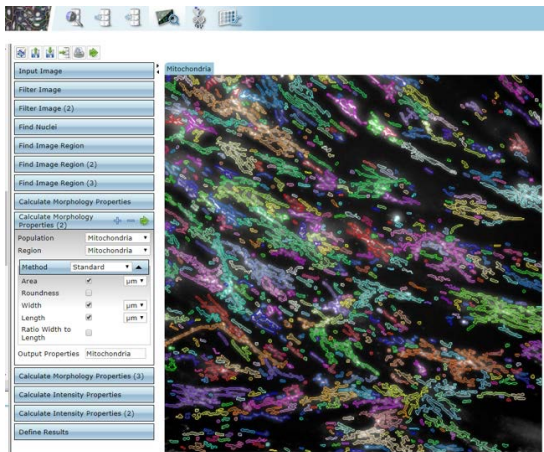 Mitochondria
Input Image
Filter Image
Filter Image (2)
Find Nuclei
Find Image Region
Find Image Region (2)
Find Image Region (3)
Calculate Morphology Properties
Calculate Morphology
Properties (2)
Population Mitochondria
Region Mitochondria
Method Standard
Area µm
Roundness
Width µm
Length µm
Ratio Width to
Length
Output Properties Mitochondria
Calculate Morphology Properties (3)
Calculate Intensity Properties
Calculate Intensity Properties (2)
Define Results